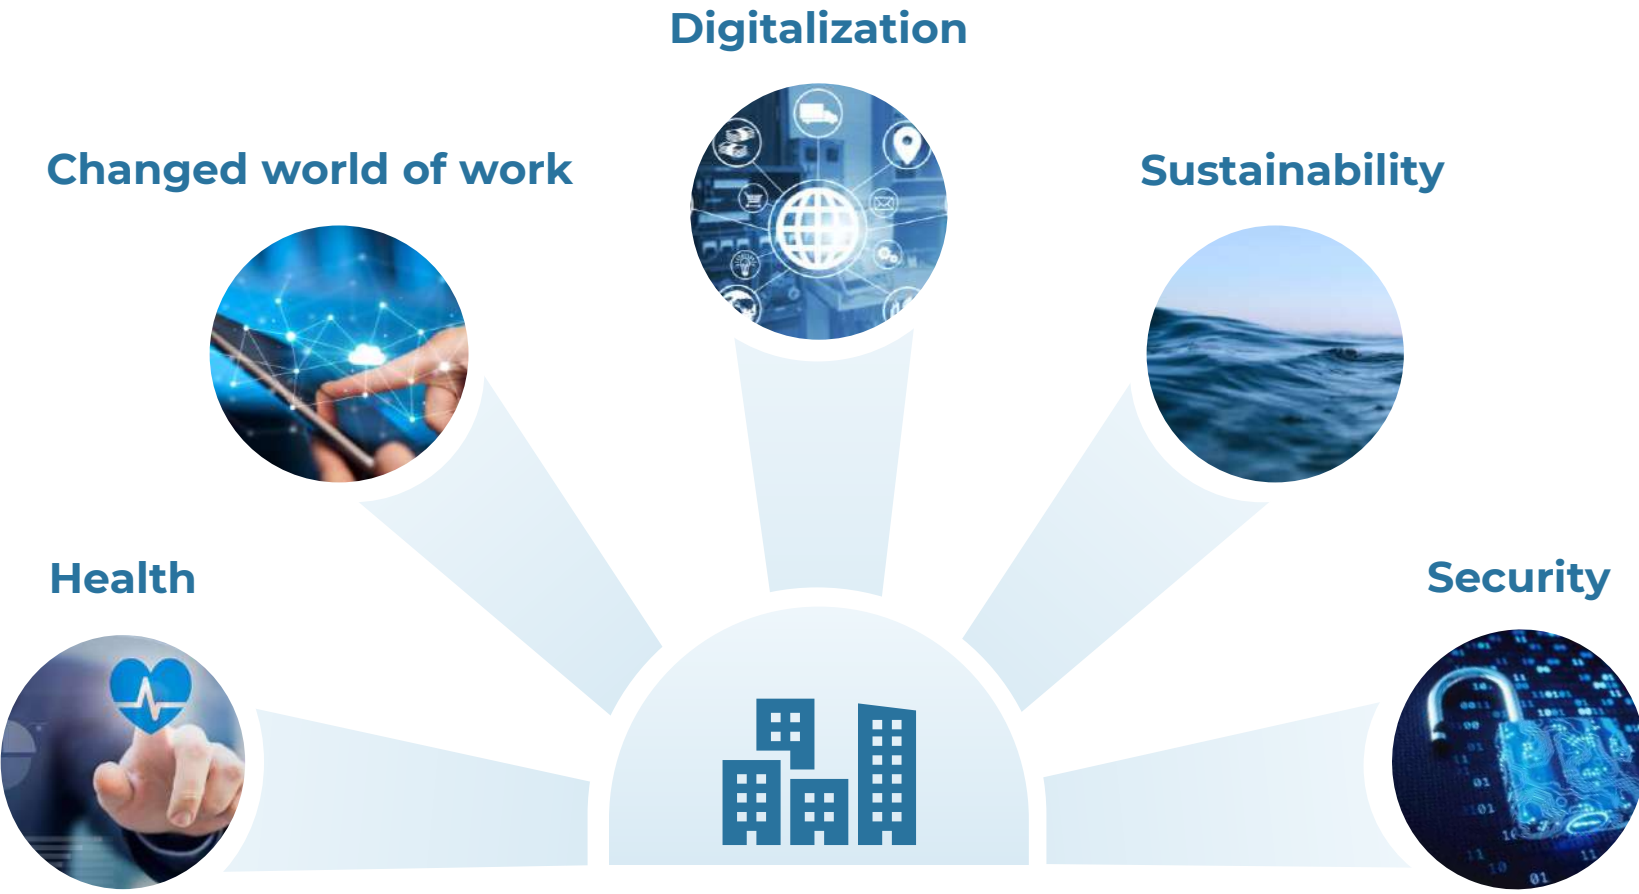 Digitalization
Changed world of work
Sustainability
Health
Security